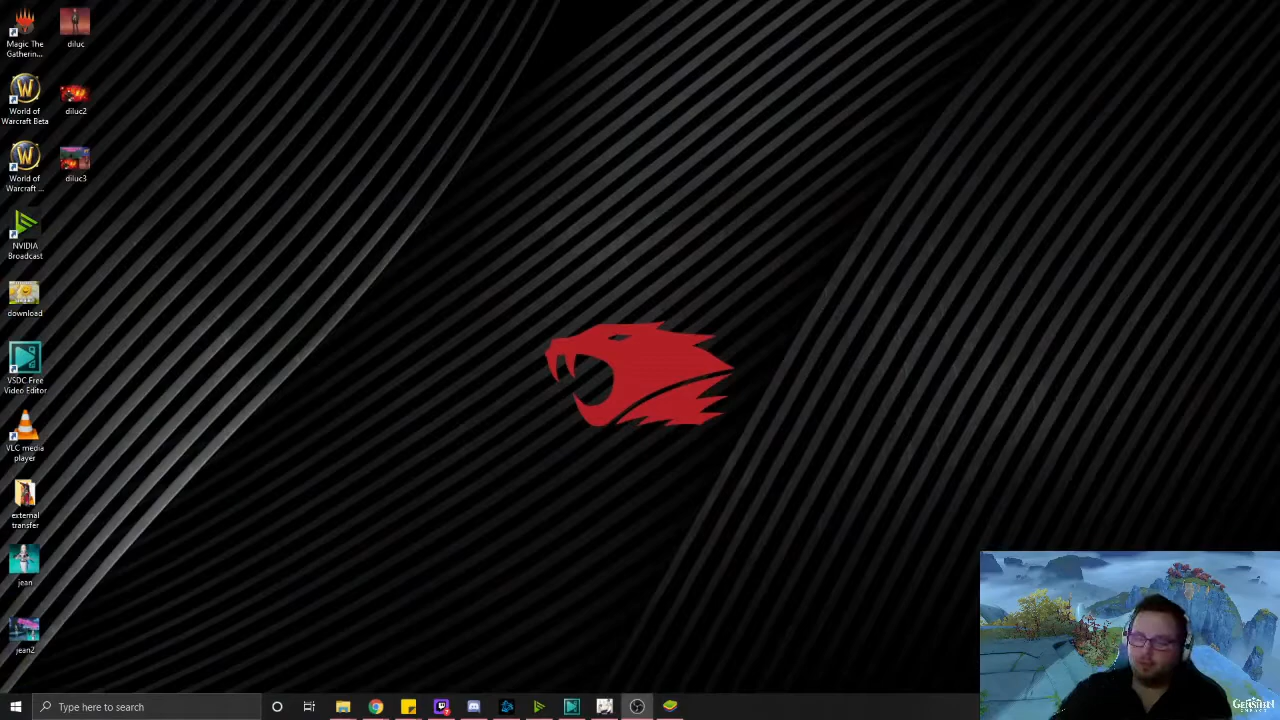 Magic The
Gatherin...
diluc
World of
Warcraft Beta
diluc2
World of
Warcraft ...
diluc3
NVIDIA
Broadcast
download
VSDC Free
Video Editor
VLC media
player
external
transfer
jean
jean2
Type here to search
GENSHIN